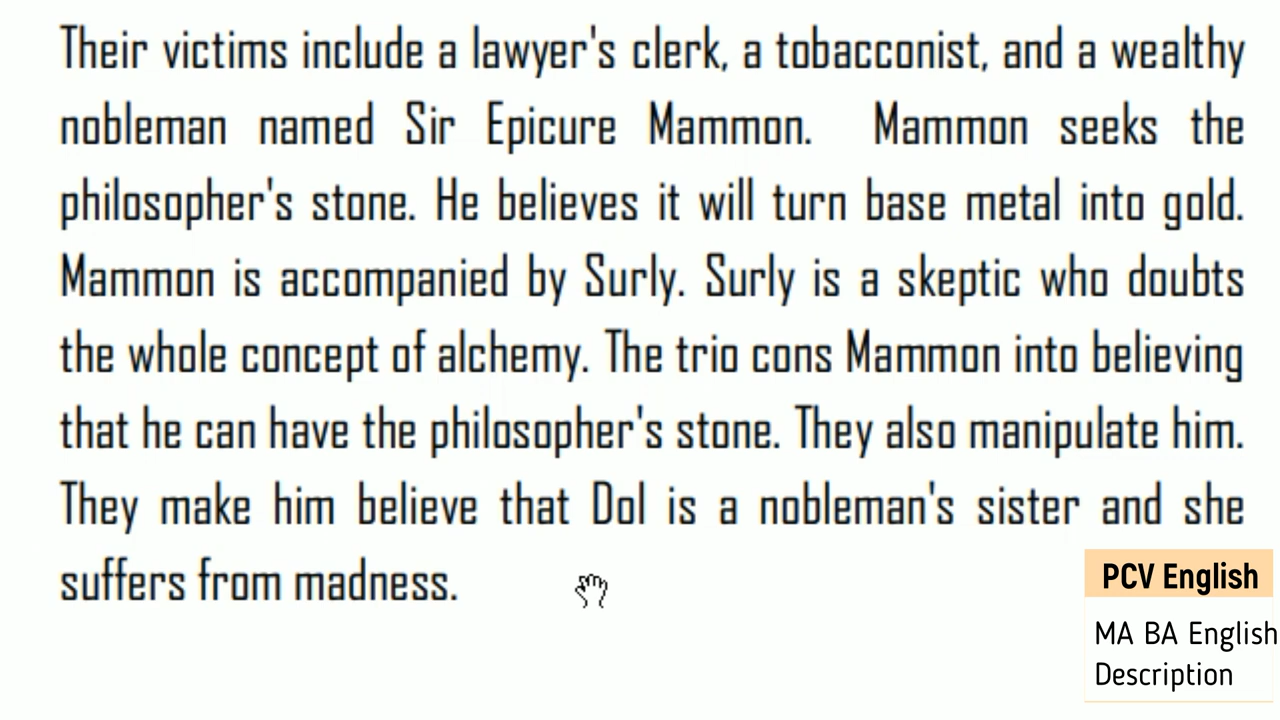 Their victims include a lawyer's clerk, a tobacconist, and a wealthy
nobleman named Sir Epicure Mammon. Mammon seeks the
philosopher's stone. He believes it will turn base metal into gold.
Mammon is accompanied by Surly. Surly is a skeptic who doubts
the whole concept of alchemy. The trio cons Mammon into believing
that he can have the philosopher's stone. They also manipulate him.
They make him believe that Dol is a nobleman's sister and she
suffers from madness.
PCV English
MA BA English
Description